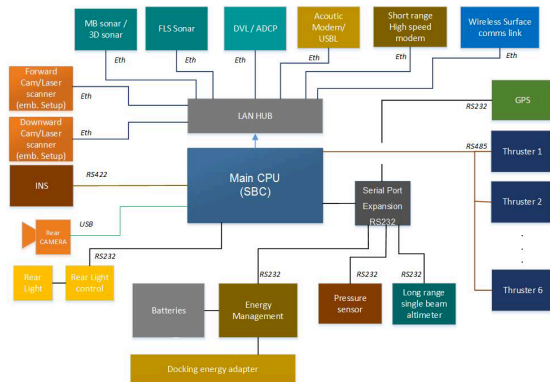 MB sonar /
3D sonar
FLS Sonar
DVL / ADCP
Acoutic
Modem/
USBL
Short range
High speed
modem
Wireless Surface
comms link
Eth
Eth
Eth
Eth
Eth
Eth
Forward
Cam/Laser
scanner
(emb. Setup)
Eth
LAN HUB
RS232
GPS
Downward
Cam/Laser
scanner
(emb. Setup)
Eth
RS485
Thruster 1
INS
RS422
Main CPU
(SBC)
Serial Port
Expansion
RS232
Thruster 2
.
.
.
Rear
CAMERA
USB
RS232
Rear
Light
Rear Light
control
RS232
RS232
RS232
Thruster 6
Batteries
Energy
Management
Pressure
sensor
Long range
single beam
altimeter
Docking energy adapter